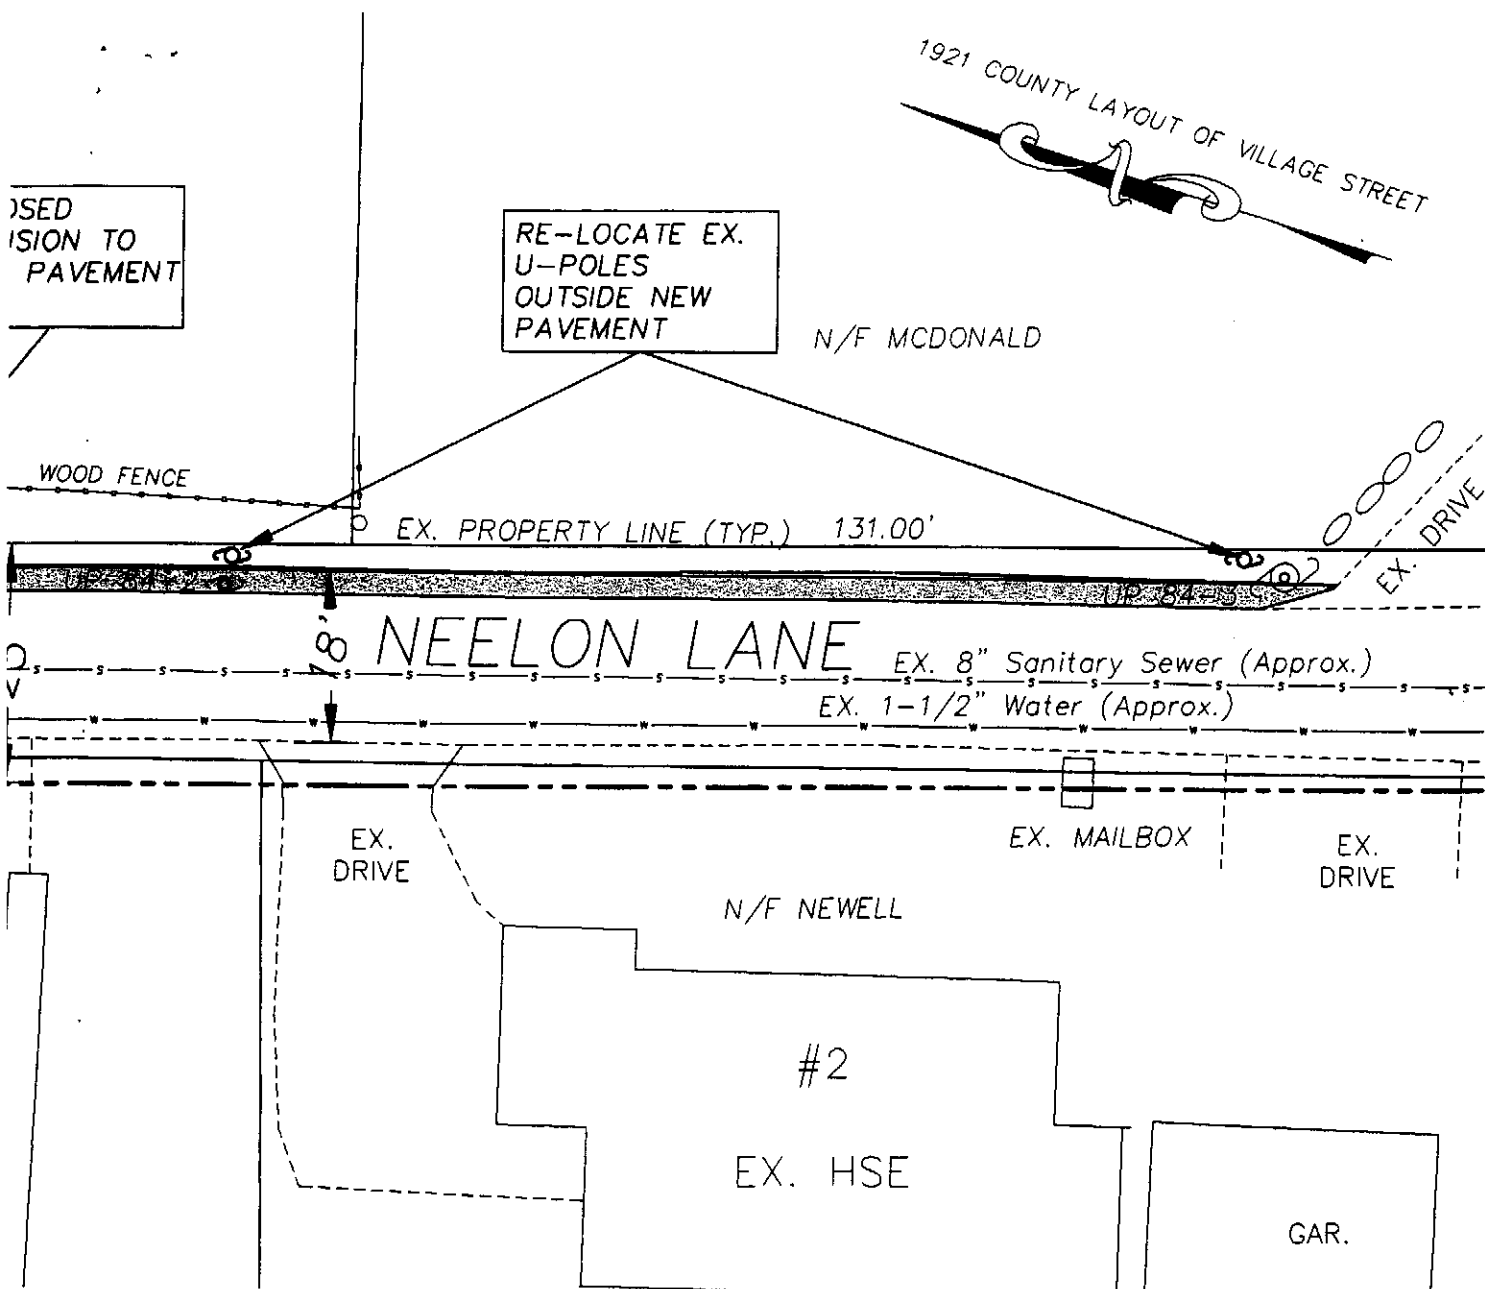 1921 COUNTY LAYOUT OF VILLAGE STREET
OSED
ISION TO
PAVEMENT
RE-LOCATE EX.
U-POLES
OUTSIDE NEW
PAVEMENT
N/F MCDONALD
WOOD FENCE
EX. PROPERTY LINE (TYP.) 131.00'
EX. DRIVE
UP 84-3
18'
NEELON LANE
EX. 8" Sanitary Sewer (Approx.)
EX. 1-1/2" Water (Approx.)
EX.
DRIVE
EX. MAILBOX
EX.
DRIVE
N/F NEWELL
#2
EX. HSE
GAR.